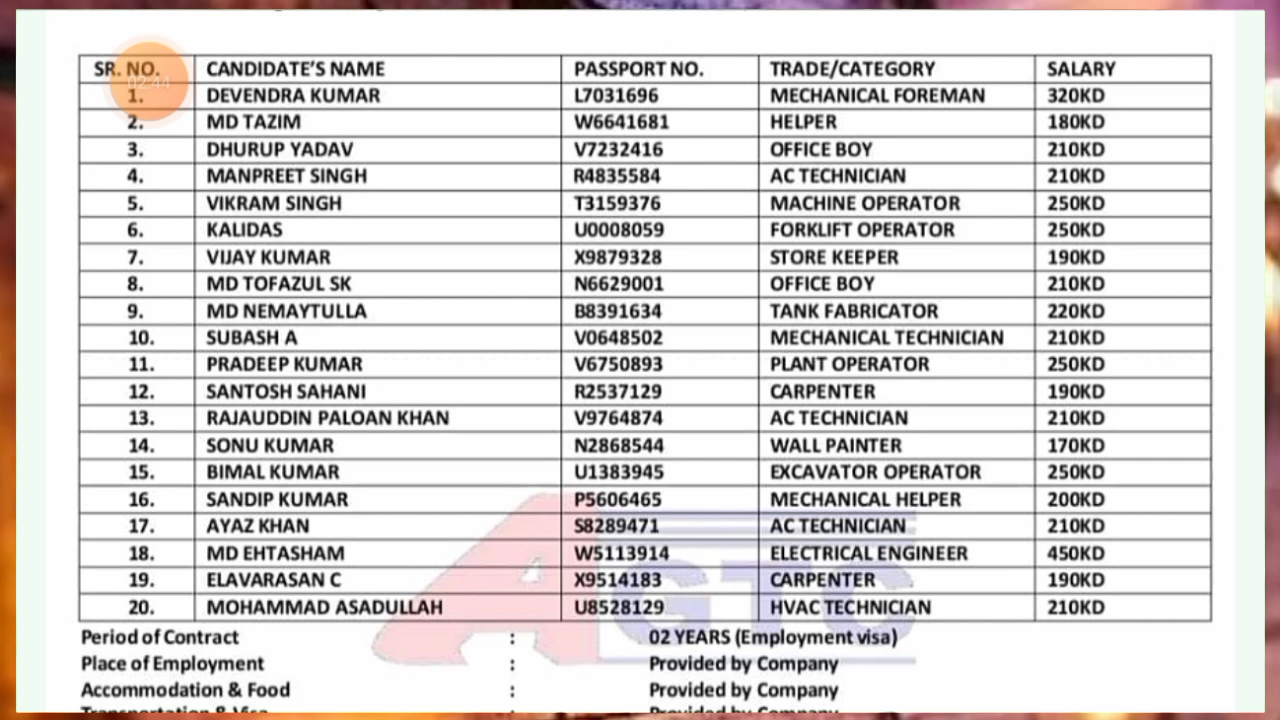 SR. NO. CANDIDATE'S NAME PASSPORT NO. TRADE/CATEGORY SALARY
02:44
1. DEVENDRA KUMAR L7031696 MECHANICAL FOREMAN 320KD
2. MD TAZIM W6641681 HELPER 180KD
3. DHURUP YADAV V7232416 OFFICE BOY 210KD
4. MANPREET SINGH R4835584 AC TECHNICIAN 210KD
5. VIKRAM SINGH T3159376 MACHINE OPERATOR 250KD
6. KALIDAS U0008059 FORKLIFT OPERATOR 250KD
7. VIJAY KUMAR X9879328 STORE KEEPER 190KD
8. MD TOFAZUL SK N6629001 OFFICE BOY 210KD
9. MD NEMAYTULLA B8391634 TANK FABRICATOR 220KD
10. SUBASH A V0648502 MECHANICAL TECHNICIAN 210KD
11. PRADEEP KUMAR V6750893 PLANT OPERATOR 250KD
12. SANTOSH SAHANI R2537129 CARPENTER 190KD
13. RAJAUDDIN PALOAN KHAN V9764874 AC TECHNICIAN 210KD
14. SONU KUMAR N2868544 WALL PAINTER 170KD
15. BIMAL KUMAR U1383945 EXCAVATOR OPERATOR 250KD
16. SANDIP KUMAR P5606465 MECHANICAL HELPER 200KD
17. AYAZ KHAN S8289471 AC TECHNICIAN 210KD
18. MD EHTASHAM W5113914 ELECTRICAL ENGINEER 450KD
19. ELAVARASAN C X9514183 CARPENTER 190KD
20. MOHAMMAD ASADULLAH U8528129 HVAC TECHNICIAN 210KD
AGTC
Period of Contract : 02 YEARS (Employment visa)
Place of Employment : Provided by Company
Accommodation & Food : Provided by Company
Transportation & Visa : Provided by Company